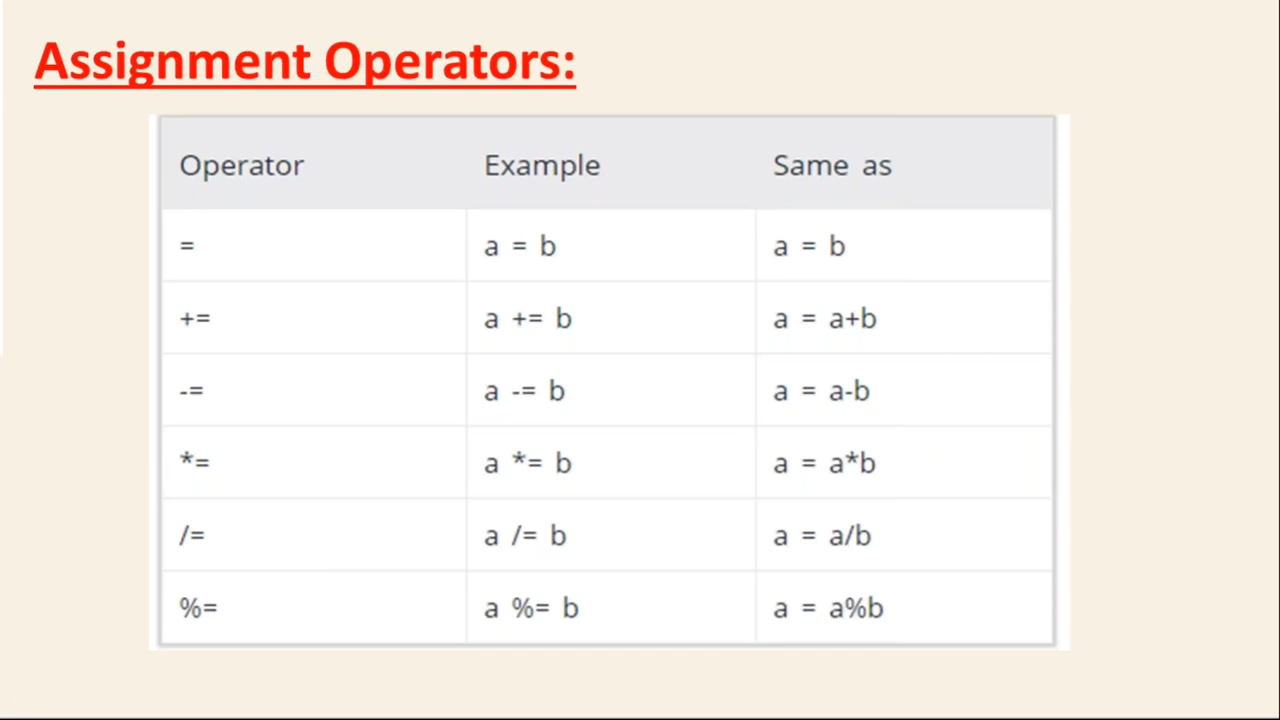 Assignment Operators:
Operator Example Same as
= a = b a = b
+= a += b a = a+b
-= a -= b a = a-b
*= a *= b a = a*b
/= a /= b a = a/b
%= a %= b a = a%b